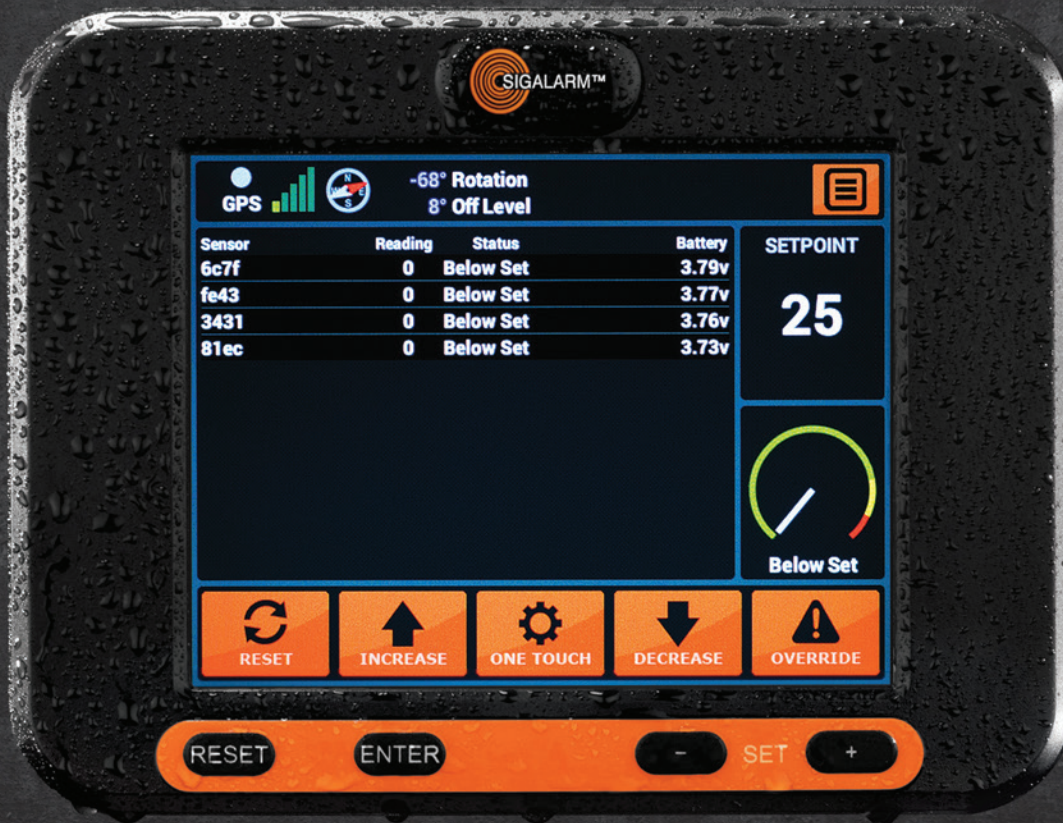 SIGALARM™
GPS
N
W E
S
-68° Rotation
8° Off Level
Sensor Reading Status Battery
6c7f 0 Below Set 3.79v
fe43 0 Below Set 3.77v
3431 0 Below Set 3.76v
81ec 0 Below Set 3.73v
SETPOINT
25
Below Set
RESET INCREASE ONE TOUCH DECREASE OVERRIDE
RESET ENTER - SET +